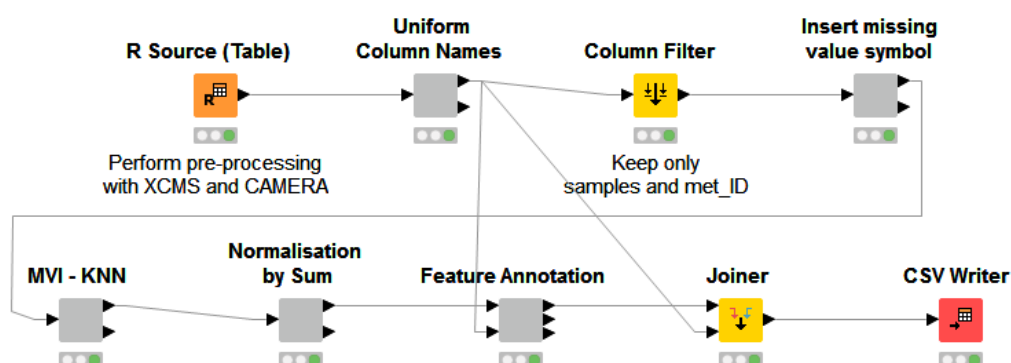 Uniform
Column Names
Insert missing
value symbol
R Source (Table)
Column Filter
R
Perform pre-processing
with XCMS and CAMERA
Keep only
samples and met_ID
MVI - KNN
Normalisation
by Sum
Feature Annotation
Joiner
CSV Writer